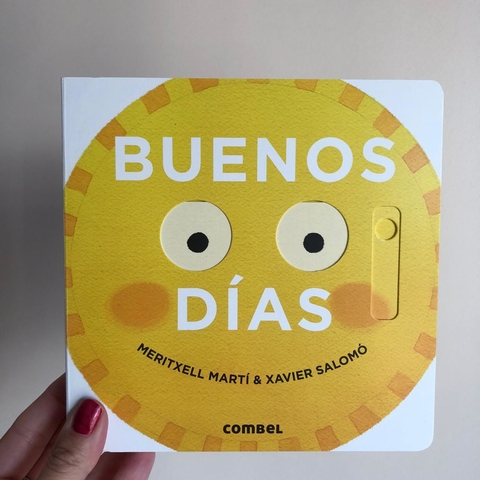 BUENOS
DÍAS
MERITXELL MARTÍ & XAVIER SALOMÓ
COMBEL